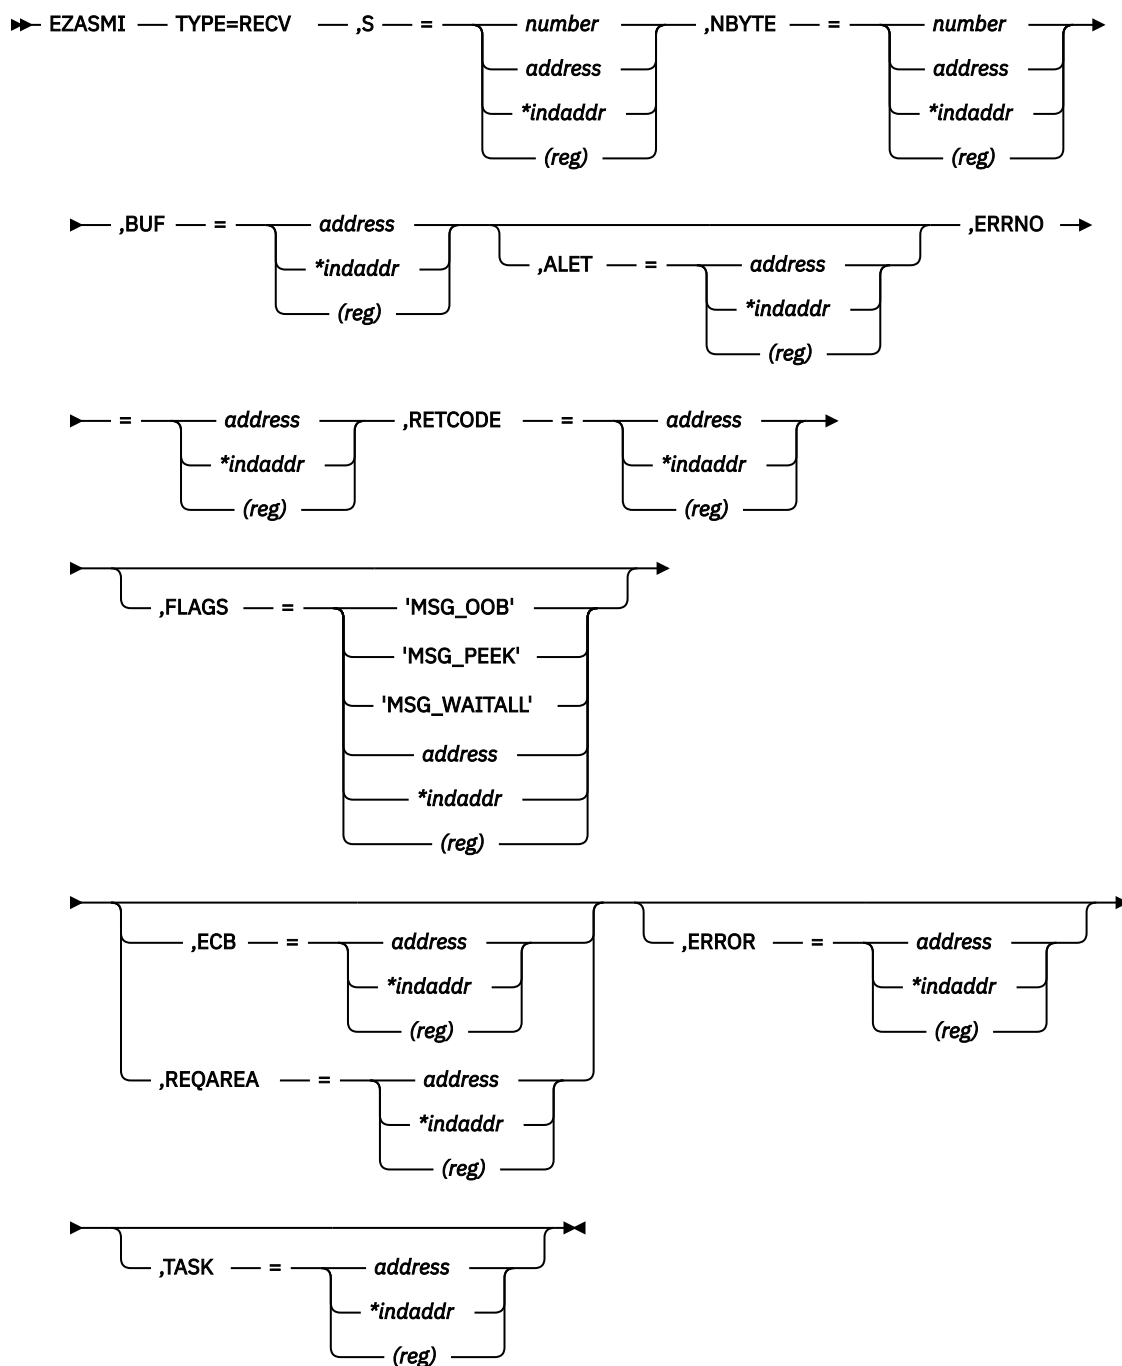 EZASMI TYPE=RECV ,S = number ,NBYTE = number
address address
*indaddr *indaddr
(reg) (reg)
,BUF = address ,ERRNO
*indaddr ,ALET = address
(reg) *indaddr
(reg)
= address ,RETCODE = address
*indaddr *indaddr
(reg) (reg)
,FLAGS = 'MSG_OOB'
'MSG_PEEK'
'MSG_WAITALL'
address
*indaddr
(reg)
,ECB = address ,ERROR = address
*indaddr *indaddr
(reg) (reg)
,REQAREA = address
*indaddr
(reg)
,TASK = address
*indaddr
(reg)